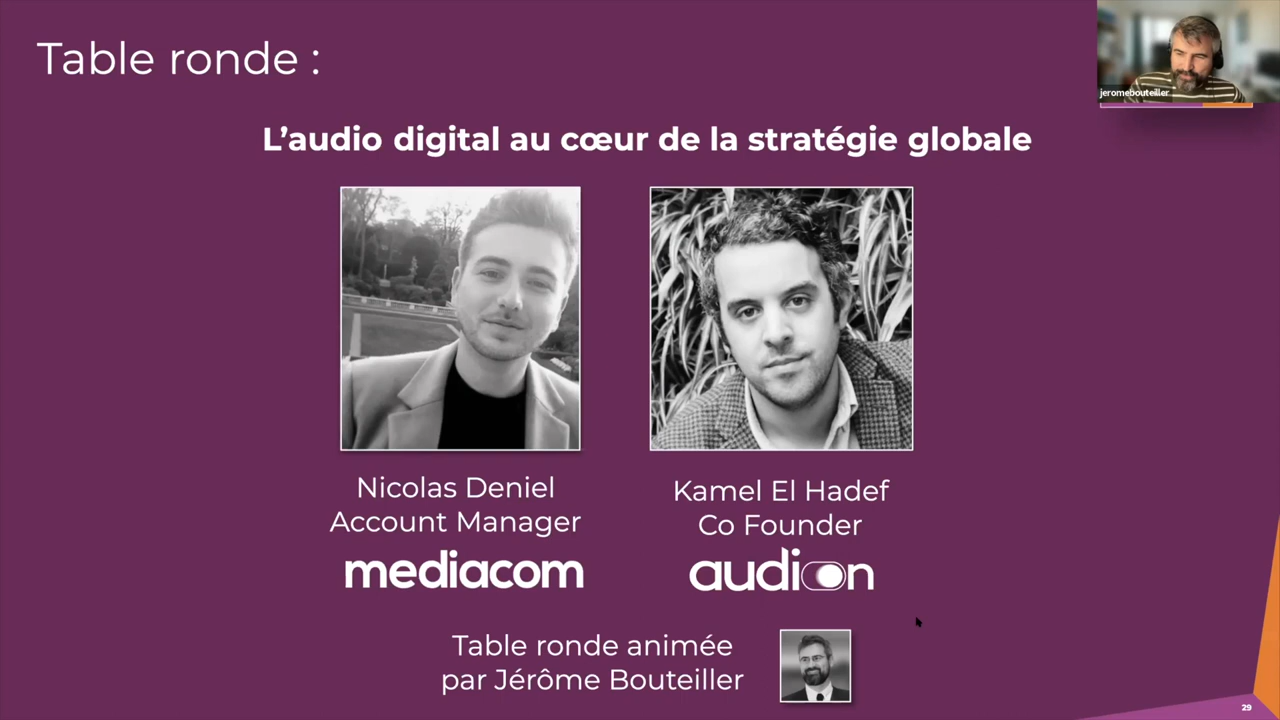 Table ronde :
jeromebouteiller
L'audio digital au cœur de la stratégie globale
Nicolas Deniel
Account Manager
mediacom
Kamel El Hadef
Co Founder
audion
Table ronde animée
par Jérôme Bouteiller
29